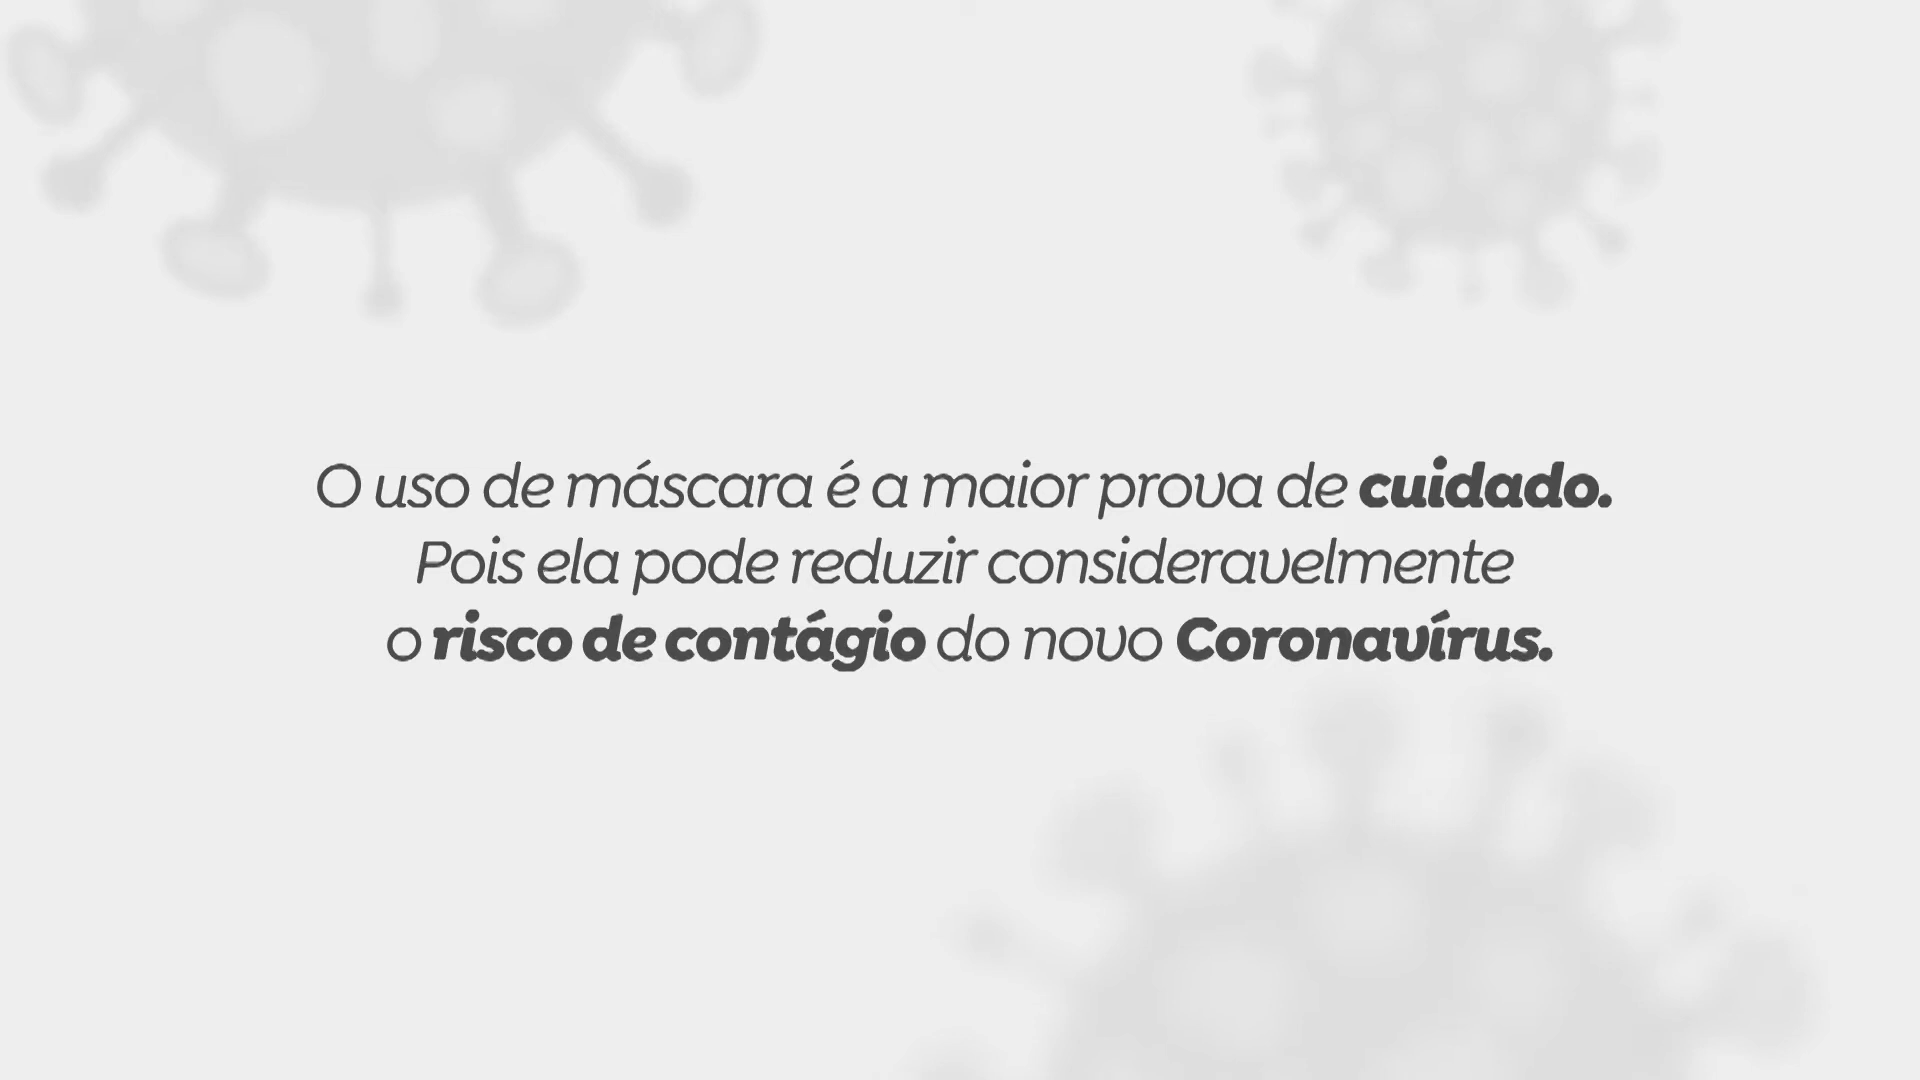 O uso de máscara é a maior prova de cuidado.
Pois ela pode reduzir consideravelmente
o risco de contágio do novo Coronavírus.